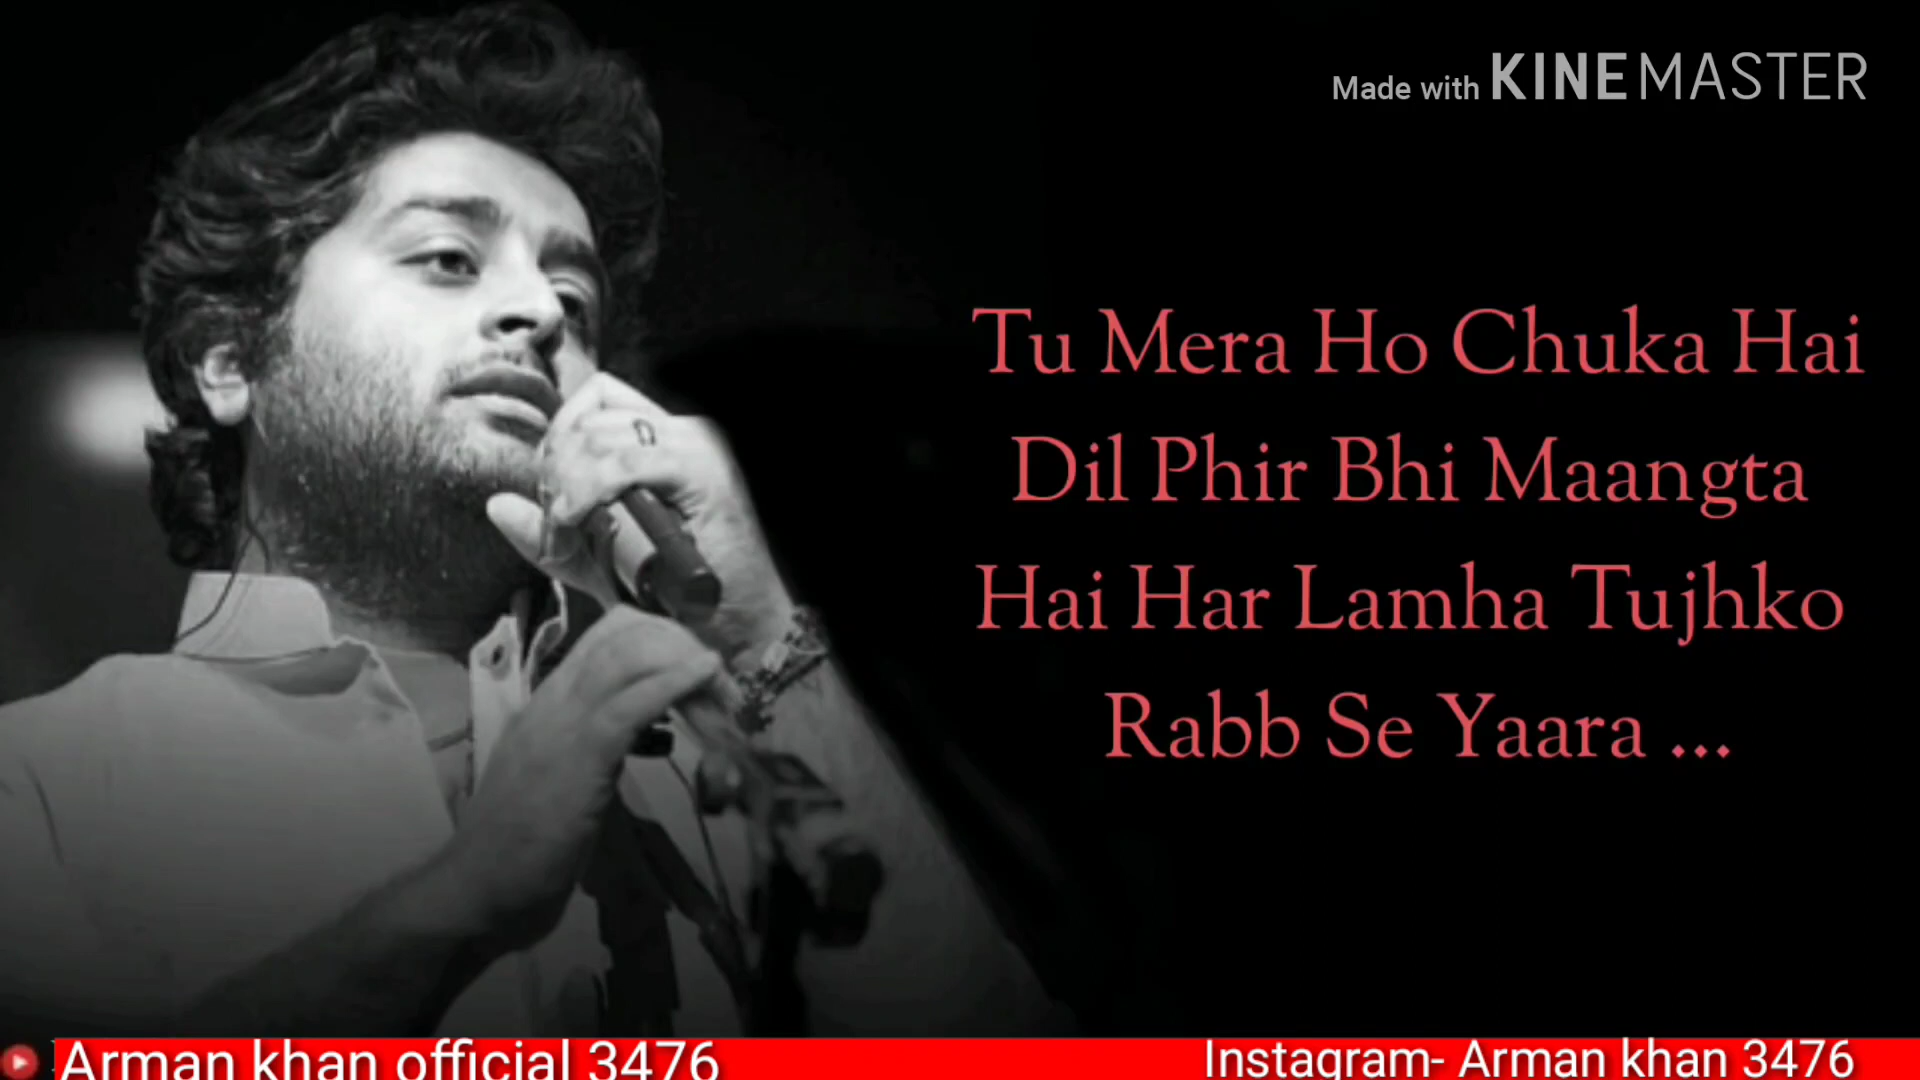 Made with KINEMASTER
Tu Mera Ho Chuka Hai
Dil Phir Bhi Maangta
Hai Har Lamha Tujhko
Rabb Se Yaara ...
Arman khan official 3476
Instagram- Arman khan 3476